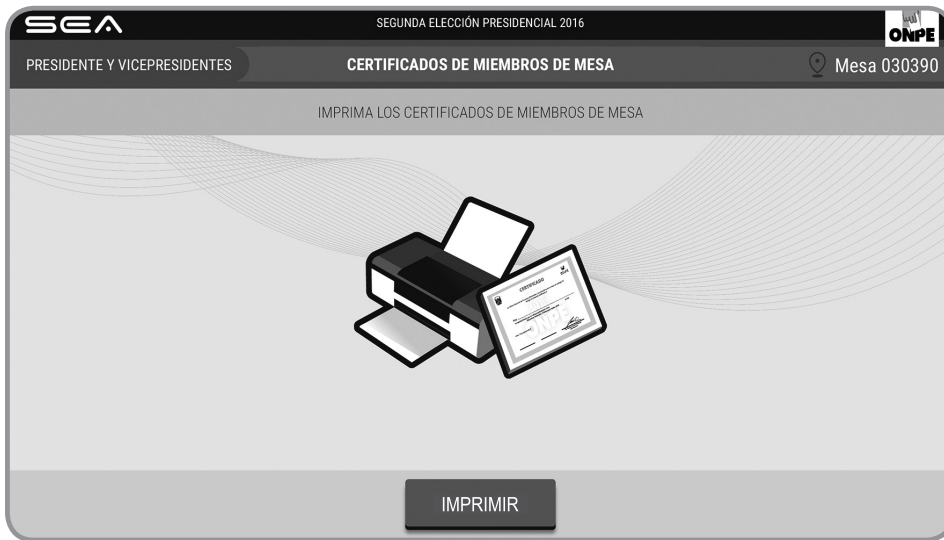 SEA
SEGUNDA ELECCIÓN PRESIDENCIAL 2016
ONPE
PRESIDENTE Y VICEPRESIDENTES
CERTIFICADOS DE MIEMBROS DE MESA
Mesa 030390
IMPRIMA LOS CERTIFICADOS DE MIEMBROS DE MESA
CERTIFICADO
ONPE
IMPRIMIR